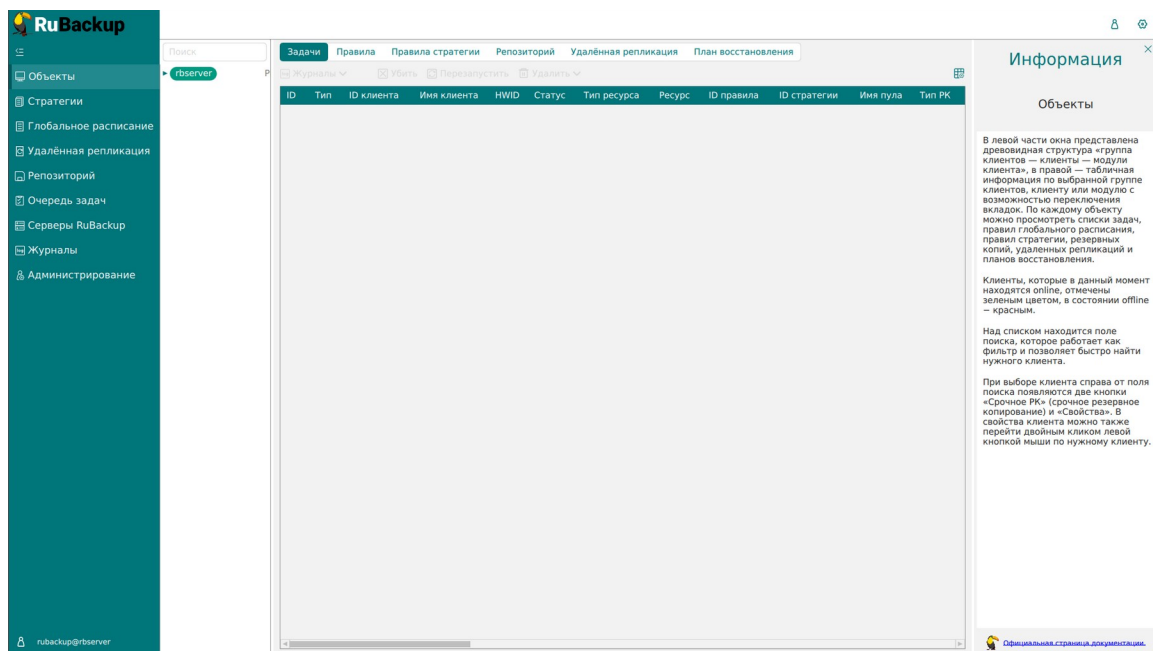 RuBackup
Объекты
Стратегии
Глобальное расписание
Удалённая репликация
Репозиторий
Очередь задач
Серверы RuBackup
Журналы
Администрирование
rubackup@rbserver
Поиск
rbserver
Р
Задачи Правила Правила стратегии Репозиторий Удалённая репликация План восстановления
Журналы Убить Перезапустить Удалить
ID Тип ID клиента Имя клиента HWID Статус Тип ресурса Ресурс ID правила ID стратегии Имя пула Тип РК
Информация
Объекты
В левой части окна представлена
древовидная структура «группа
клиентов — клиенты — модули
клиента», в правой — табличная
информация по выбранной группе
клиентов, клиенту или модулю с
возможностью переключения
вкладок. По каждому объекту
можно просмотреть списки задач,
правил глобального расписания,
правил стратегии, резервных
копий, удаленных репликаций и
планов восстановления.
Клиенты, которые в данный момент
находятся online, отмечены
зеленым цветом, в состоянии offline
− красным.
Над списком находится поле
поиска, которое работает как
фильтр и позволяет быстро найти
нужного клиента.
При выборе клиента справа от поля
поиска появляются две кнопки
«Срочное РК» (срочное резервное
копирование) и «Свойства». В
свойства клиента можно также
перейти двойным кликом левой
кнопкой мыши по нужному клиенту.
Официальная страница документации.